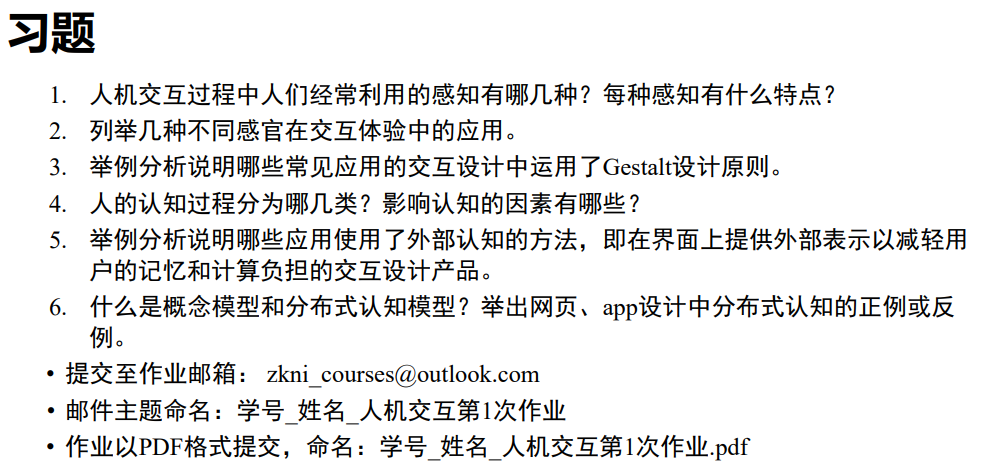 习题
1. 人机交互过程中人们经常利用的感知有哪几种？每种感知有什么特点？
2. 列举几种不同感官在交互体验中的应用。
3. 举例分析说明哪些常见应用的交互设计中运用了Gestalt设计原则。
4. 人的认知过程分为哪几类？影响认知的因素有哪些？
5. 举例分析说明哪些应用使用了外部认知的方法，即在界面上提供外部表示以减轻用
户的记忆和计算负担的交互设计产品。
6. 什么是概念模型和分布式认知模型？举出网页、app设计中分布式认知的正例或反
例。
• 提交至作业邮箱： zkni_courses@outlook.com
• 邮件主题命名：学号_姓名_人机交互第1次作业
• 作业以PDF格式提交，命名：学号_姓名_人机交互第1次作业.pdf